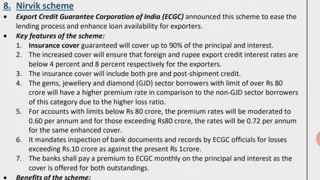 8. Nirvik scheme
• Export Credit Guarantee Corporation of India (ECGC) announced this scheme to ease the
lending process and enhance loan availability for exporters.
• Key features of the scheme:
1. Insurance cover guaranteed will cover up to 90% of the principal and interest.
2. The increased cover will ensure that foreign and rupee export credit interest rates are
below 4 percent and 8 percent respectively for the exporters.
3. The insurance cover will include both pre and post-shipment credit.
4. The gems, jewellery and diamond (GJD) sector borrowers with limit of over Rs 80
crore will have a higher premium rate in comparison to the non-GJD sector borrowers
of this category due to the higher loss ratio.
5. For accounts with limits below Rs 80 crore, the premium rates will be moderated to
0.60 per annum and for those exceeding Rs80 crore, the rates will be 0.72 per annum
for the same enhanced cover.
6. It mandates inspection of bank documents and records by ECGC officials for losses
exceeding Rs.10 crore as against the present Rs 1crore.
7. The banks shall pay a premium to ECGC monthly on the principal and interest as the
cover is offered for both outstandings.
• Benefits of the scheme: